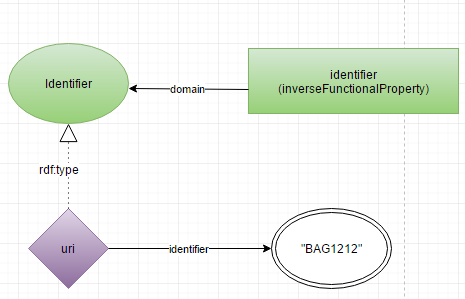 Identifier
identifier
(inverseFunctionalProperty)
domain
rdf:type
uri
identifier
"BAG1212"